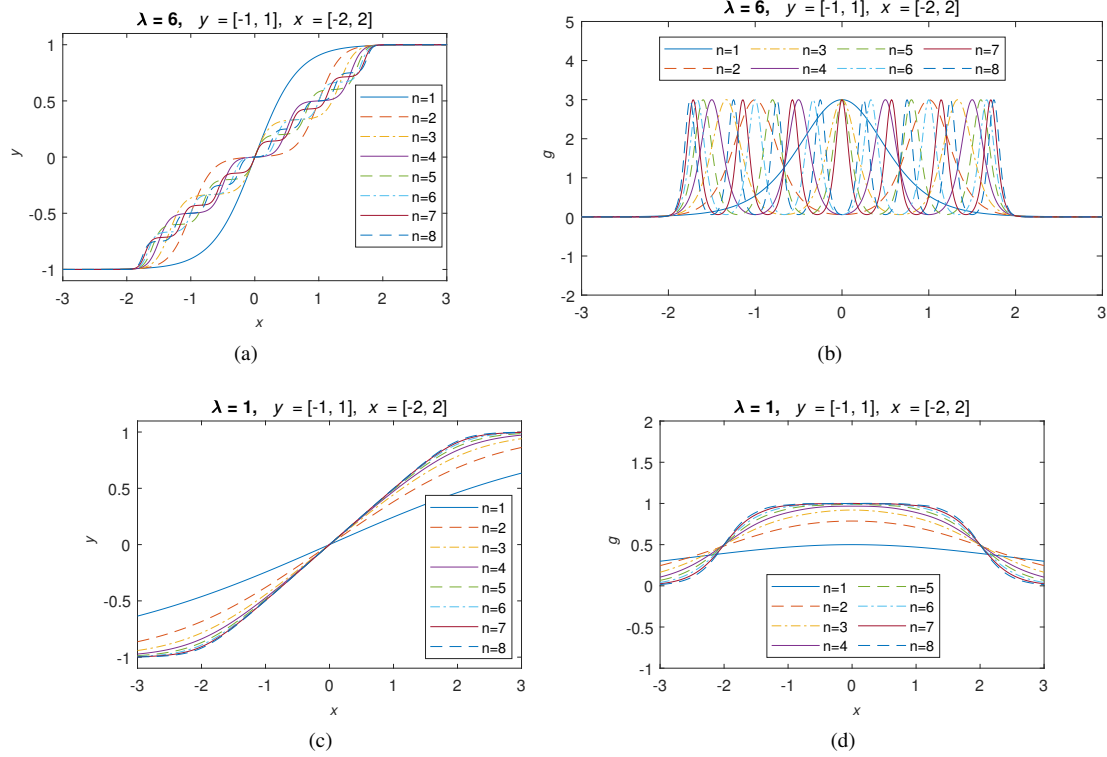 λ = 6, y = [-1, 1], x = [-2, 2]
1
0.5
0
-0.5
-1
y
n=1
n=2
n=3
n=4
n=5
n=6
n=7
n=8
-3 -2 -1 0 1 2 3
x
(a)
λ = 6, y = [-1, 1], x = [-2, 2]
5
4
3
2
1
0
-1
-2
g
n=1 n=3 n=5 n=7
n=2 n=4 n=6 n=8
-3 -2 -1 0 1 2 3
(b)
λ = 1, y = [-1, 1], x = [-2, 2]
1
0.5
0
-0.5
-1
y
n=1
n=2
n=3
n=4
n=5
n=6
n=7
n=8
-3 -2 -1 0 1 2 3
x
(c)
λ = 1, y = [-1, 1], x = [-2, 2]
2
1.5
1
0.5
0
-0.5
-1
g
n=1 n=5
n=2 n=6
n=3 n=7
n=4 n=8
-3 -2 -1 0 1 2 3
x
(d)